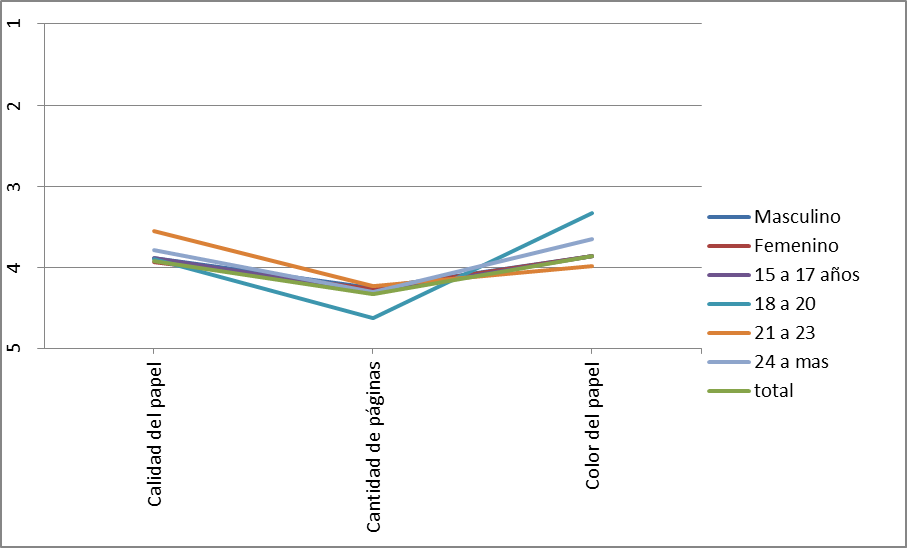 1
2
3
4
5
Calidad del papel
Cantidad de páginas
Color del papel
Masculino
Femenino
15 a 17 años
18 a 20
21 a 23
24 a mas
total